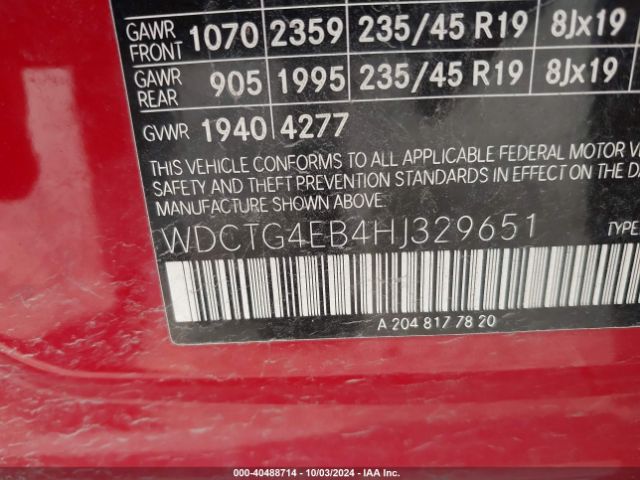 GAWR FRONT 1070 2359 235/45 R19 8Jx19
GAWR REAR 905 1995 235/45 R19 8Jx19
GVWR 1940 4277
THIS VEHICLE CONFORMS TO ALL APPLICABLE FEDERAL MOTOR
SAFETY AND THEFT PREVENTION STANDARDS IN EFFECT ON THE
MANUFACTURE SHOWN ABOVE.
WDCTG4EB4HJ329651 TYPE
A 204 817 78 20
000-40488714 - 10/03/2024 - IAA Inc.